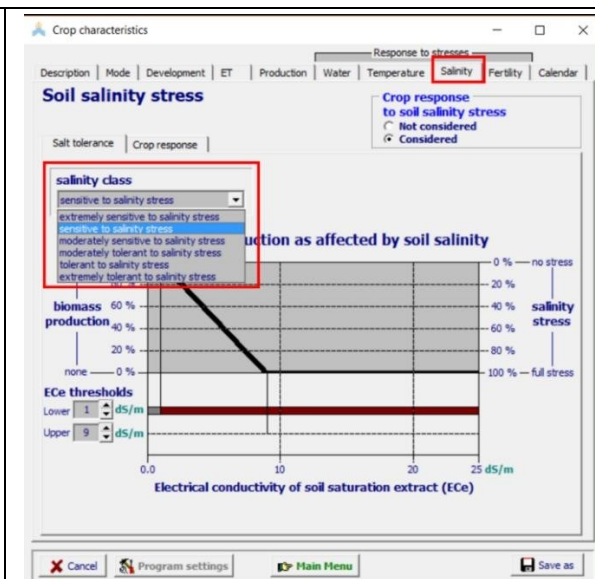 Crop characteristics
Response to stresses
Description | Mode | Development | ET | Production | Water | Temperature | Salinity | Fertility | Calendar
Soil salinity stress
Crop response
to soil salinity stress
Not considered
Considered
Salt tolerance | Crop response
salinity class
sensitive to salinity stress
extremely sensitive to salinity stress
sensitive to salinity stress
moderately sensitive to salinity stress
moderately tolerant to salinity stress
tolerant to salinity stress
extremely tolerant to salinity stress
as affected by soil salinity
0 % no stress
20 %
biomass 60 % 40 % salinity
production 40 % 60 % stress
20 % 80 %
none 0 % 100 % full stress
ECe thresholds
Lower 1 dS/m
Upper 9 dS/m
0.0 10 20 25 dS/m
Electrical conductivity of soil saturation extract (ECe)
Cancel Program settings Main Menu Save as